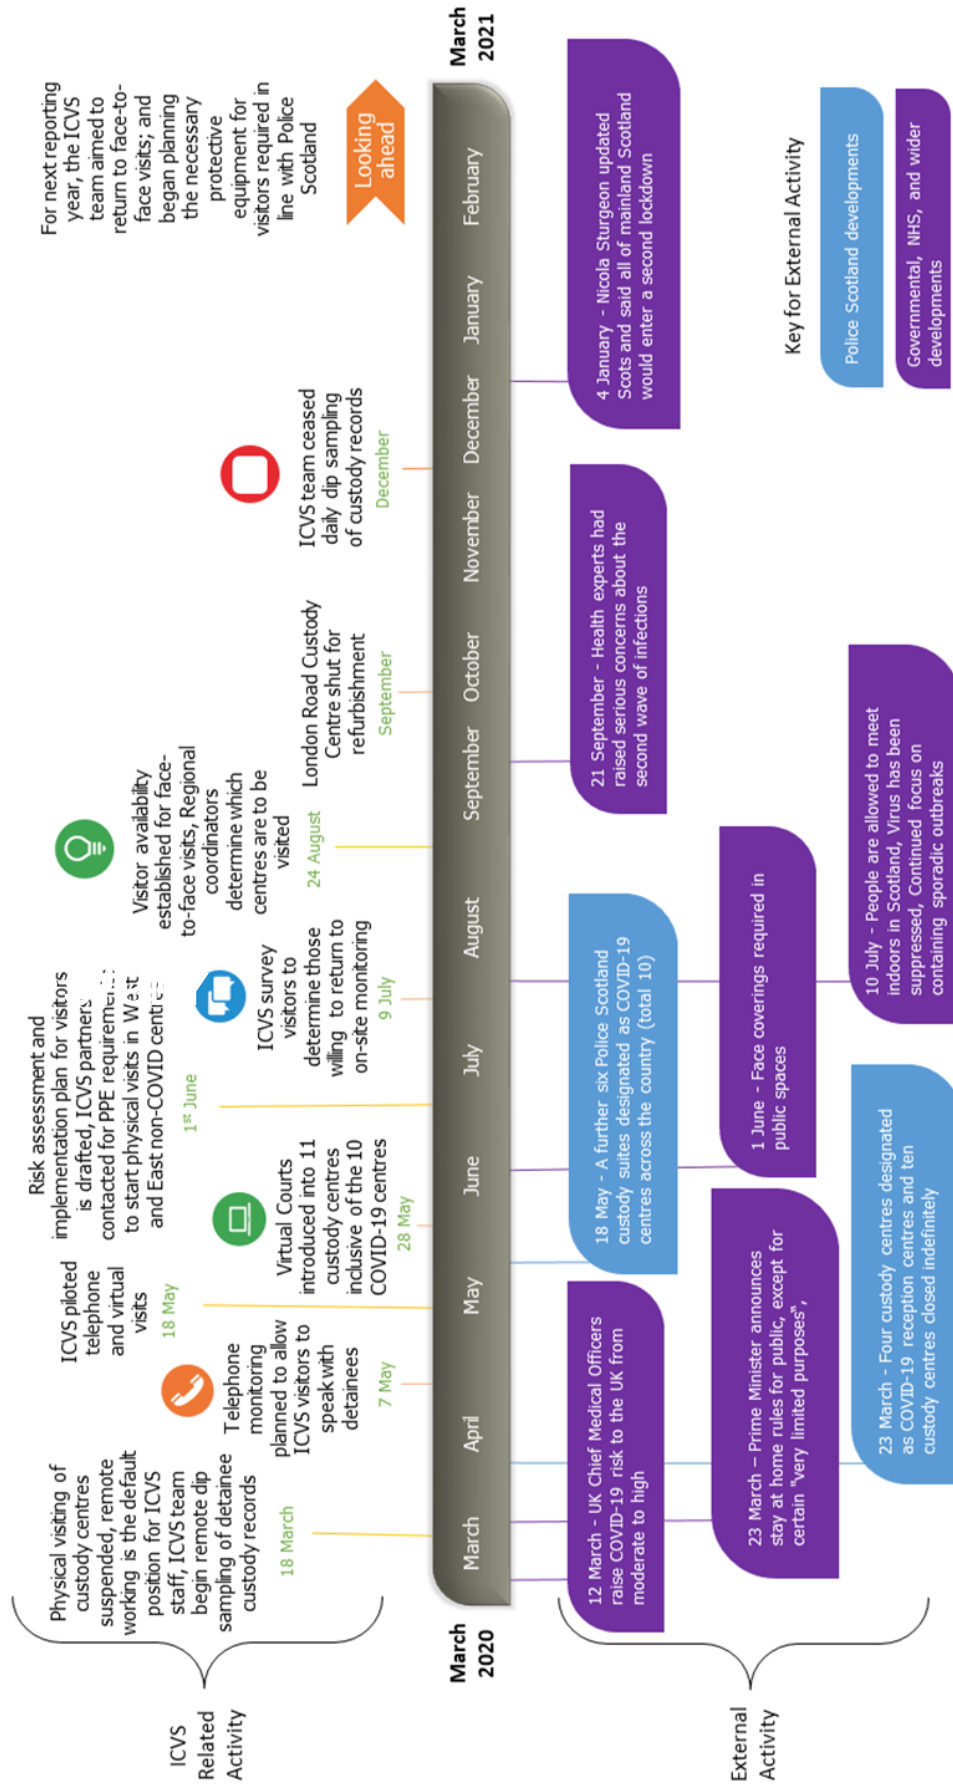 ICVS
Related
Activity
Physical visiting of
custody centres
suspended, remote
working is the default
position for ICVS
staff, ICVS team
begin remote dip
sampling of detainee
custody records
18 March
Telephone
monitoring
planned to allow
ICVS visitors to
speak with
detainees
7 May
ICVS piloted
telephone
and virtual
visits
18 May
Virtual Courts
introduced into 11
custody centres
inclusive of the 10
COVID-19 centres
28 May
Risk assessment and
implementation plan for visitors
is drafted, ICVS partners
contacted for PPE requirement
to start physical visits in West
and East non-COVID centres
1st June
ICVS survey
visitors to
determine those
willing to return to
on-site monitoring
9 July
Visitor availability
established for face-
to-face visits, Regional
coordinators
determine which
centres are to be
visited
24 August
London Road Custody
Centre shut for
refurbishment
September
ICVS team ceased
daily dip sampling
of custody records
December
For next reporting
year, the ICVS
team aimed to
return to face-to-
face visits; and
began planning
the necessary
protective
equipment for
visitors required in
line with Police
Scotland
Looking
ahead
March
2020
March
April
May
June
July
August
September
October
November
December
January
February
March
2021
External
Activity
12 March - UK Chief Medical Officers
raise COVID-19 risk to the UK from
moderate to high
23 March – Prime Minister announces
stay at home rules for public, except for
certain "very limited purposes",
23 March - Four custody centres designated
as COVID-19 reception centres and ten
custody centres closed indefinitely
18 May - A further six Police Scotland
custody suites designated as COVID-19
centres across the country (total 10)
1 June - Face coverings required in
public spaces
10 July - People are allowed to meet
indoors in Scotland, Virus has been
suppressed, Continued focus on
containing sporadic outbreaks
21 September - Health experts had
raised serious concerns about the
second wave of infections
4 January - Nicola Sturgeon updated
Scots and said all of mainland Scotland
would enter a second lockdown
Key for External Activity
Police Scotland developments
Governmental, NHS, and wider
developments